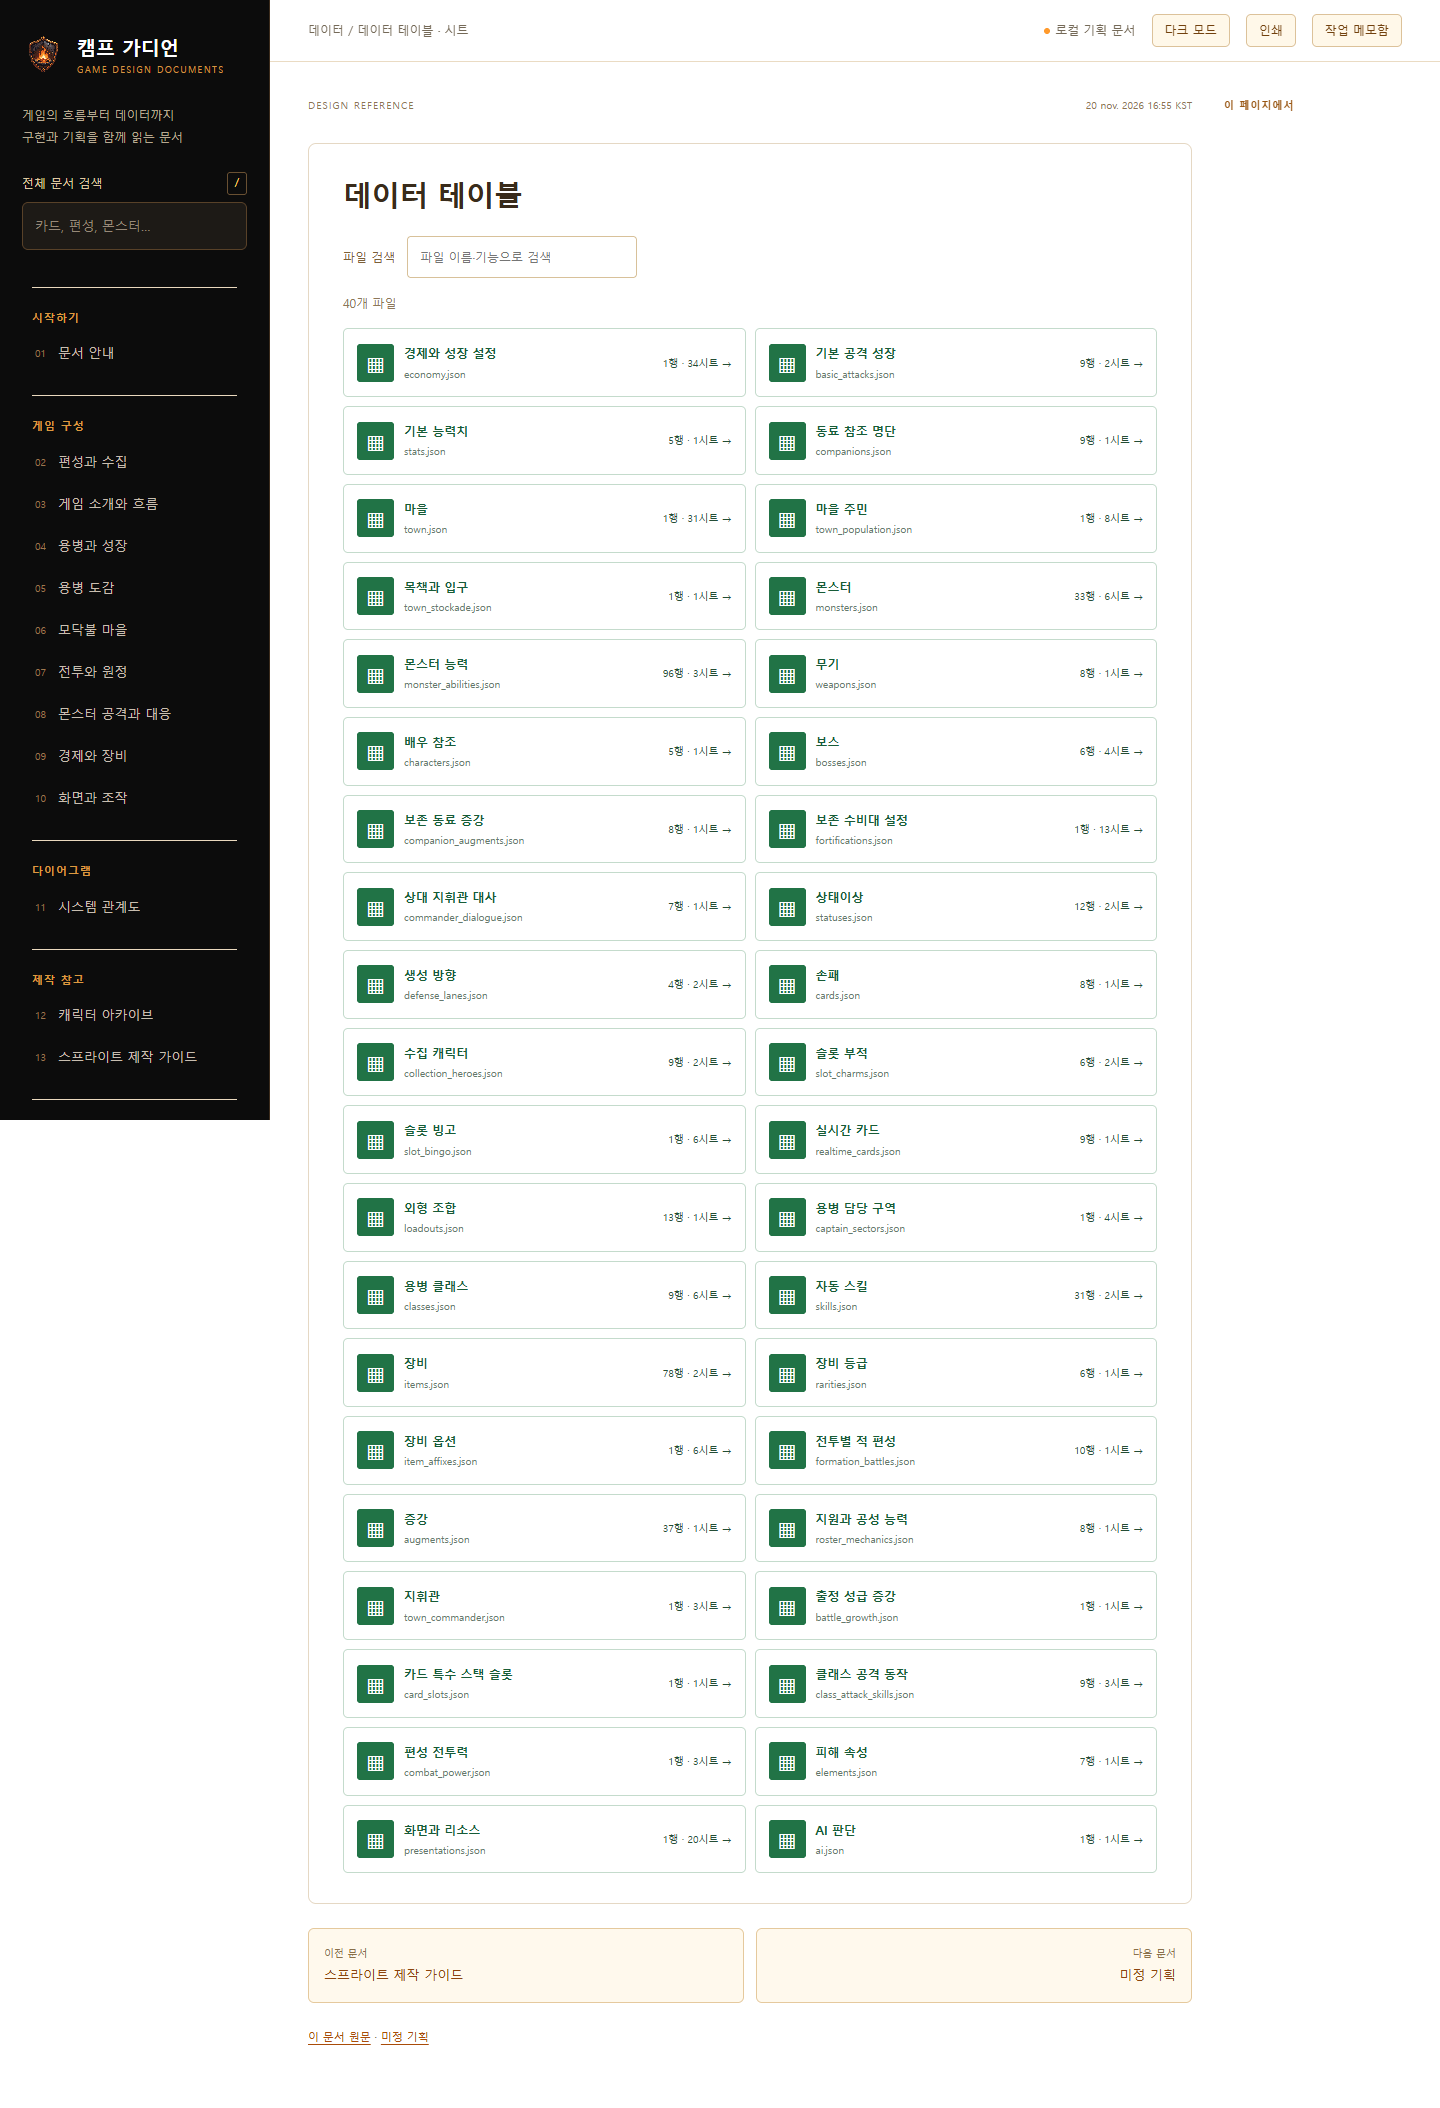 캠프 가디언
GAME DESIGN DOCUMENTS
게임의 흐름부터 데이터까지
구현과 기획을 함께 읽는 문서
전체 문서 검색
/
카드, 편성, 몬스터...
시작하기
01 문서 안내
게임 구성
02 편성과 수집
03 게임 소개와 흐름
04 용병과 성장
05 용병 도감
06 모닥불 마을
07 전투와 원정
08 몬스터 공격과 대응
09 경제와 장비
10 화면과 조작
다이어그램
11 시스템 관계도
제작 참고
12 캐릭터 아카이브
13 스프라이트 제작 가이드
데이터 / 데이터 테이블 · 시트
로컬 기획 문서
다크 모드
인쇄
작업 메모함
DESIGN REFERENCE
20 nov. 2026 16:55 KST
이 페이지에서
데이터 테이블
파일 검색
파일 이름·기능으로 검색
40개 파일
경제와 성장 설정
economy.json
1행 · 34시트 →
기본 공격 성장
basic_attacks.json
9행 · 2시트 →
기본 능력치
stats.json
5행 · 1시트 →
동료 참조 명단
companions.json
9행 · 1시트 →
마을
town.json
1행 · 31시트 →
마을 주민
town_population.json
1행 · 8시트 →
목책과 입구
town_stockade.json
1행 · 1시트 →
몬스터
monsters.json
33행 · 6시트 →
몬스터 능력
monster_abilities.json
96행 · 3시트 →
무기
weapons.json
8행 · 1시트 →
배우 참조
characters.json
5행 · 1시트 →
보스
bosses.json
6행 · 4시트 →
보존 동료 증강
companion_augments.json
8행 · 1시트 →
보존 수비대 설정
fortifications.json
1행 · 13시트 →
상대 지휘관 대사
commander_dialogue.json
7행 · 1시트 →
상태이상
statuses.json
12행 · 2시트 →
생성 방향
defense_lanes.json
4행 · 2시트 →
손패
cards.json
8행 · 1시트 →
수집 캐릭터
collection_heroes.json
9행 · 2시트 →
슬롯 부적
slot_charms.json
6행 · 2시트 →
슬롯 빙고
slot_bingo.json
1행 · 6시트 →
실시간 카드
realtime_cards.json
9행 · 1시트 →
외형 조합
loadouts.json
13행 · 1시트 →
용병 담당 구역
captain_sectors.json
1행 · 4시트 →
용병 클래스
classes.json
9행 · 6시트 →
자동 스킬
skills.json
31행 · 2시트 →
장비
items.json
78행 · 2시트 →
장비 등급
rarities.json
6행 · 1시트 →
장비 옵션
item_affixes.json
1행 · 6시트 →
전투별 적 편성
formation_battles.json
10행 · 1시트 →
증강
augments.json
37행 · 1시트 →
지원과 공성 능력
roster_mechanics.json
8행 · 1시트 →
지휘관
town_commander.json
1행 · 3시트 →
출정 성급 증강
battle_growth.json
1행 · 1시트 →
카드 특수 스택 슬롯
card_slots.json
1행 · 1시트 →
클래스 공격 동작
class_attack_skills.json
9행 · 3시트 →
편성 전투력
combat_power.json
1행 · 3시트 →
피해 속성
elements.json
7행 · 1시트 →
화면과 리소스
presentations.json
1행 · 20시트 →
AI 판단
ai.json
1행 · 1시트 →
이전 문서
스프라이트 제작 가이드
다음 문서
미정 기획
이 문서 원문 · 미정 기획